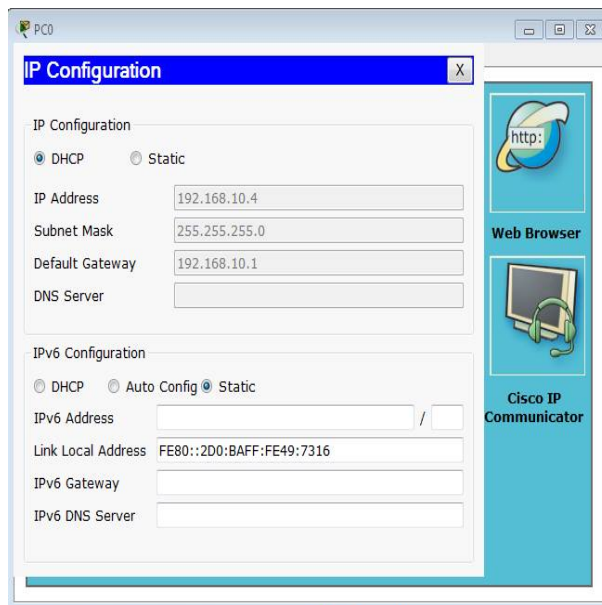 PC0
IP Configuration
X
IP Configuration
DHCP Static
IP Address 192.168.10.4
Subnet Mask 255.255.255.0
Default Gateway 192.168.10.1
DNS Server
IPv6 Configuration
DHCP Auto Config Static
IPv6 Address /
Link Local Address FE80::2D0:BAFF:FE49:7316
IPv6 Gateway
IPv6 DNS Server
http:
Web Browser
Cisco IP
Communicator